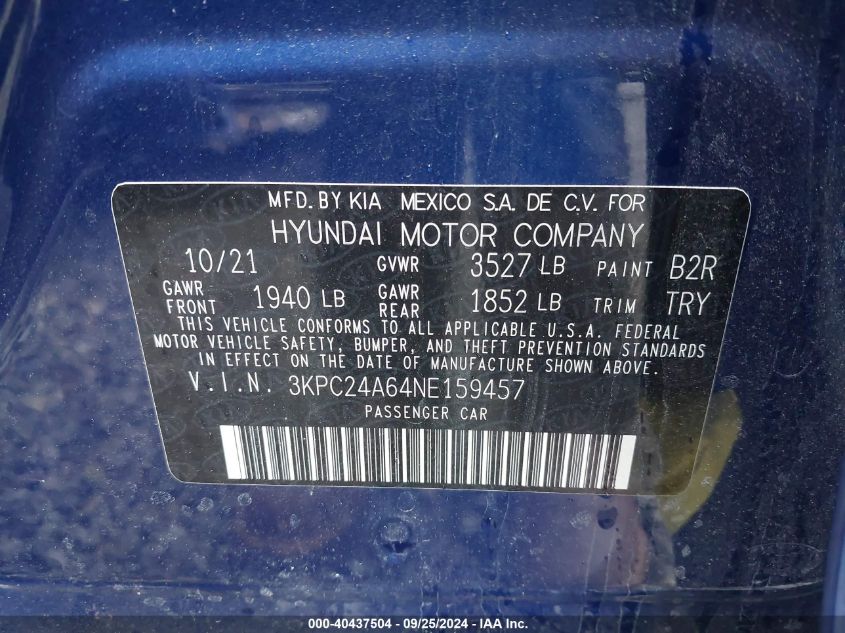 MFD. BY KIA MEXICO S.A. DE C.V. FOR
HYUNDAI MOTOR COMPANY
10/21 GVWR 3527 LB PAINT B2R
GAWR FRONT 1940 LB GAWR REAR 1852 LB TRIM TRY
THIS VEHICLE CONFORMS TO ALL APPLICABLE U.S.A. FEDERAL
MOTOR VEHICLE SAFETY, BUMPER, AND THEFT PREVENTION STANDARDS
IN EFFECT ON THE DATE OF MANUFACTURE SHOWN ABOVE.
V.I.N. 3KPC24A64NE159457
PASSENGER CAR
000-40437504 - 09/25/2024 - IAA Inc.